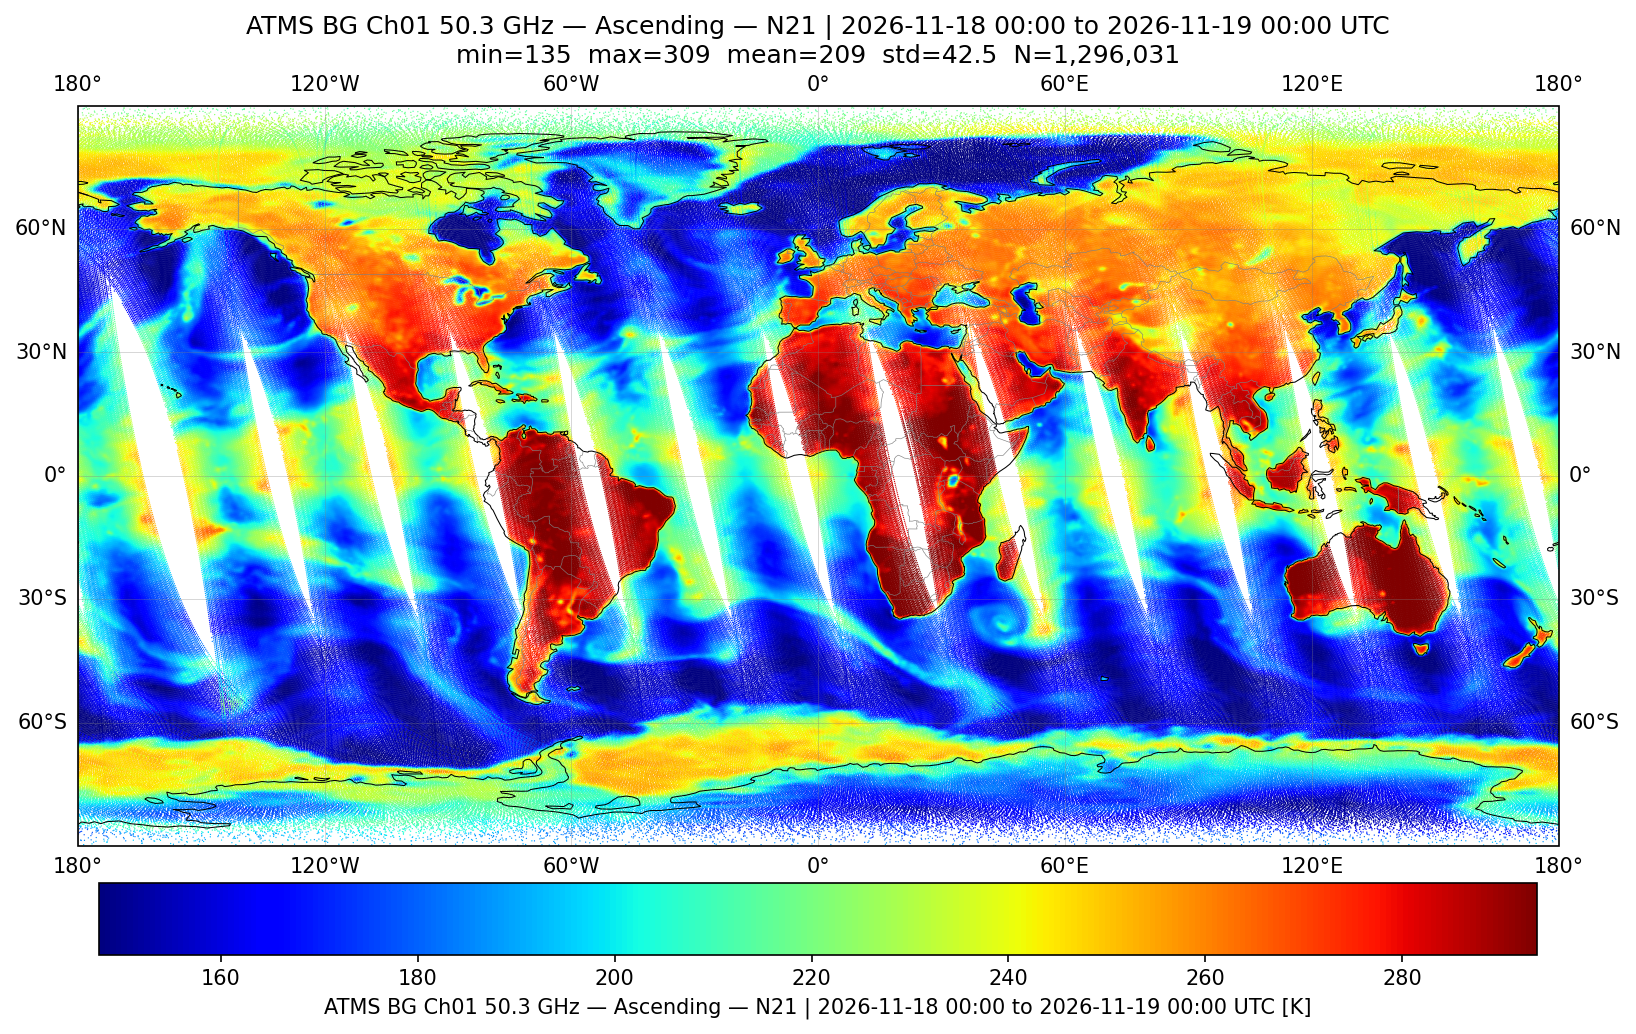 ATMS BG Ch01 50.3 GHz — Ascending — N21 | 2026-11-18 00:00 to 2026-11-19 00:00 UTC
min=135  max=309  mean=209  std=42.5  N=1,296,031
180° 120°W 60°W 0° 60°E 120°E 180°
60°N 60°N
30°N 30°N
0° 0°
30°S 30°S
60°S 60°S
180° 120°W 60°W 0° 60°E 120°E 180°
160 180 200 220 240 260 280
ATMS BG Ch01 50.3 GHz — Ascending — N21 | 2026-11-18 00:00 to 2026-11-19 00:00 UTC [K]